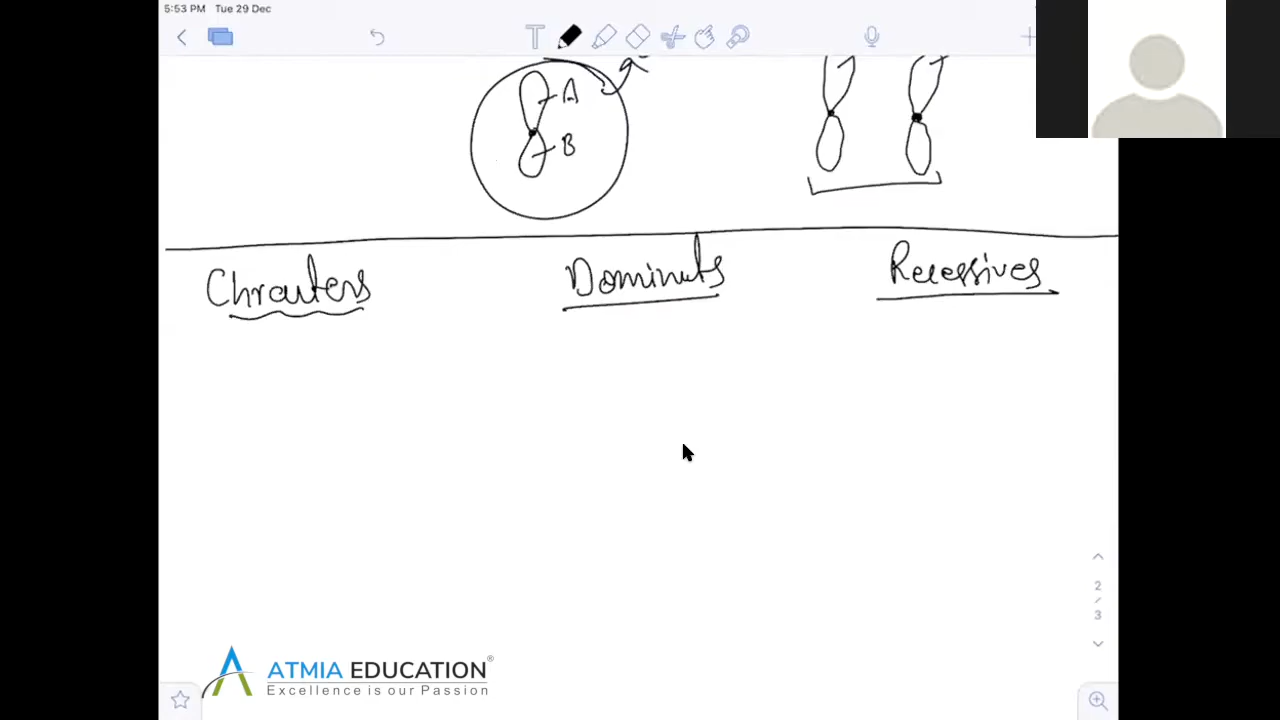 5:53 PM Tue 29 Dec
T
A
B
Chrauters Dominuts Recessives
2
/
3
ATMIA EDUCATION®
Excellence is our Passion